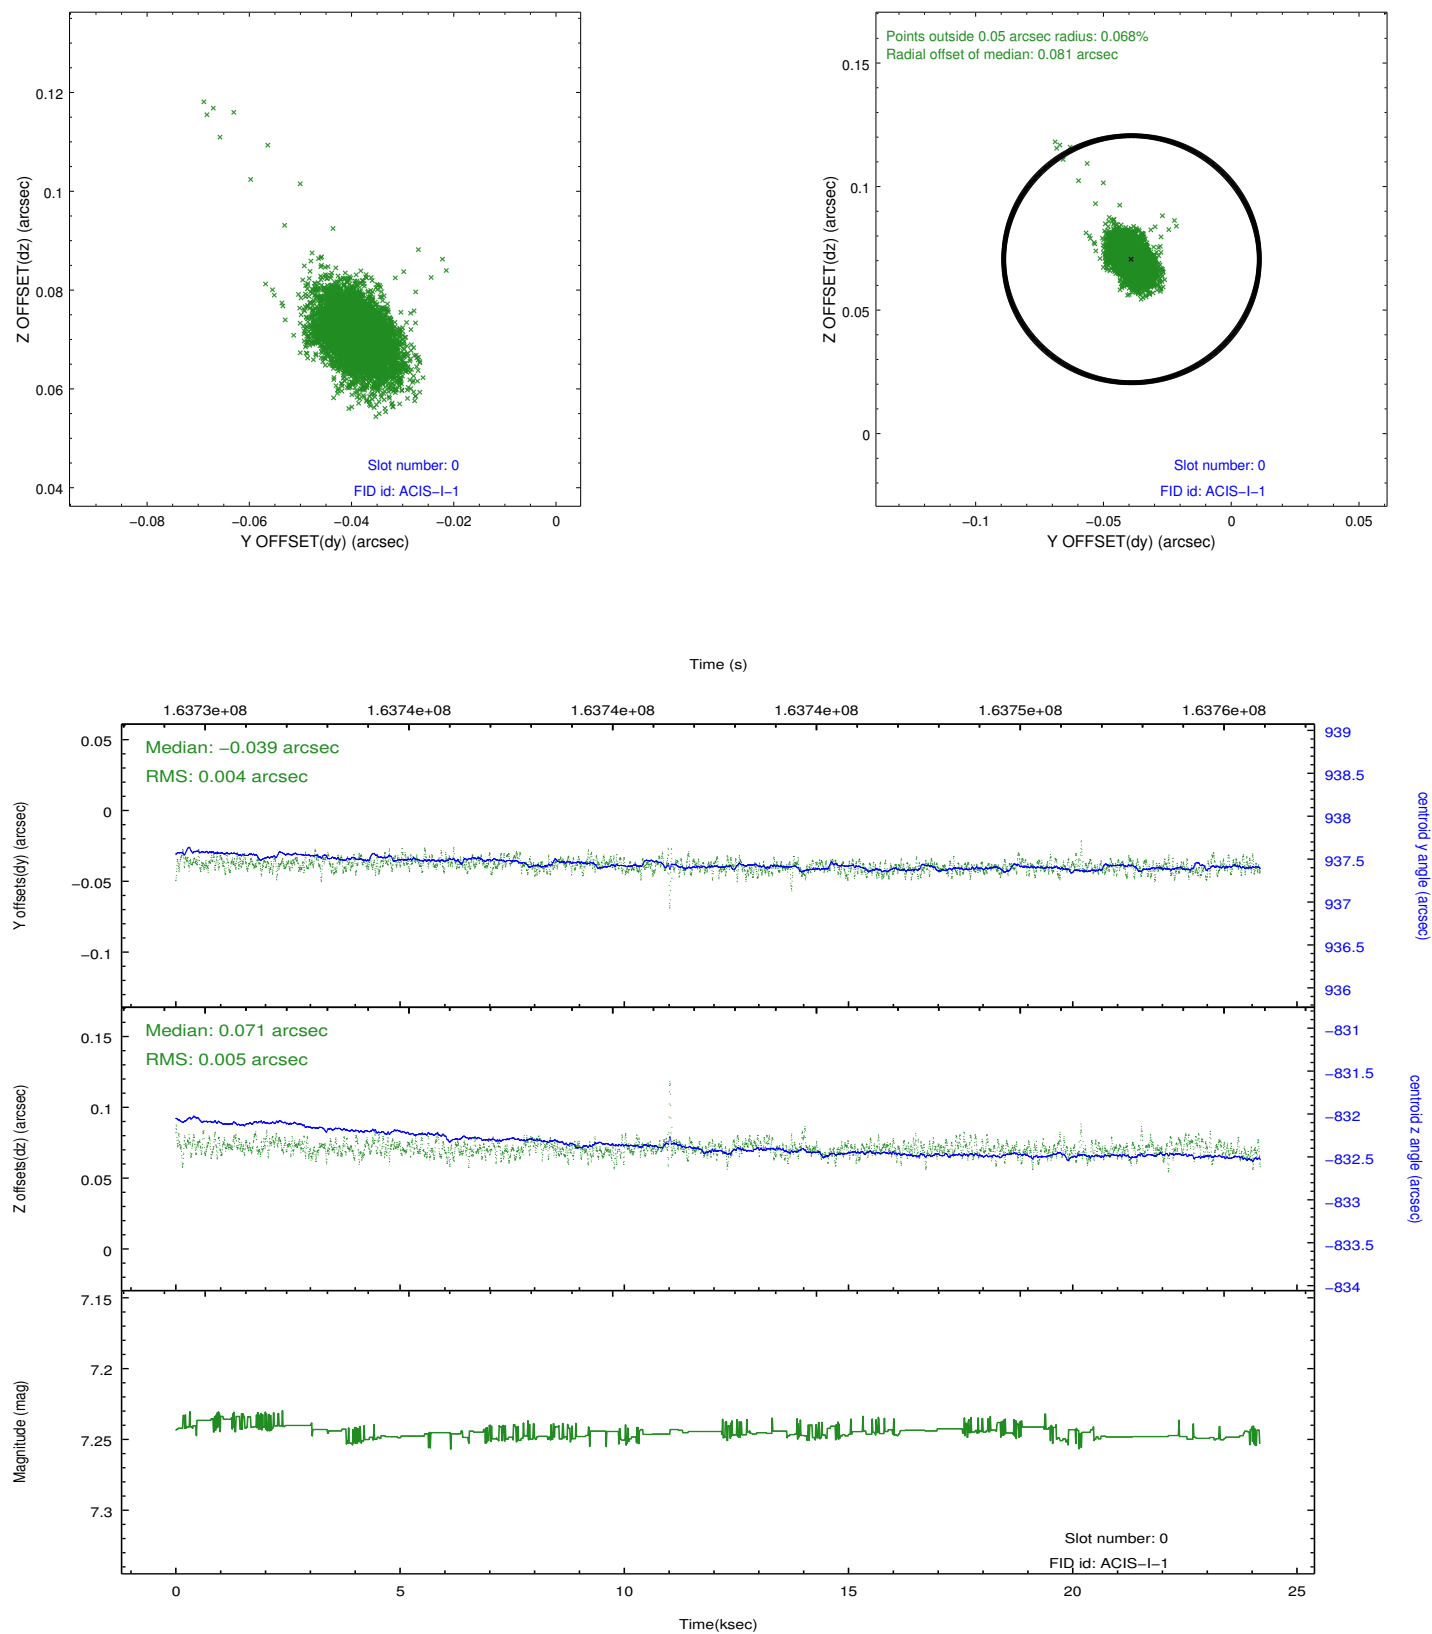 0.12
0.1
0.08
0.06
0.04
Z OFFSET(dz) (arcsec)
−0.08
−0.06
−0.04
−0.02
0
Y OFFSET(dy) (arcsec)
Slot number: 0
FID id: ACIS−I−1
Points outside 0.05 arcsec radius: 0.068%
Radial offset of median: 0.081 arcsec
0.15
0.1
0.05
0
Z OFFSET(dz) (arcsec)
Slot number: 0
FID id: ACIS−I−1
−0.1
−0.05
0
0.05
Y OFFSET(dy) (arcsec)
Time (s)
1.6373e+08
1.6374e+08
1.6374e+08
1.6374e+08
1.6375e+08
1.6376e+08
Median: −0.039 arcsec
RMS: 0.004 arcsec
0.05
0
−0.05
−0.1
Y offsets(dy) (arcsec)
939
938.5
938
937.5
937
936.5
936
centroid y angle (arcsec)
Median: 0.071 arcsec
RMS: 0.005 arcsec
0.15
0.1
0.05
0
Z offsets(dz) (arcsec)
−831
−831.5
−832
−832.5
−833
−833.5
−834
centroid z angle (arcsec)
7.15
7.2
7.25
7.3
Magnitude (mag)
Slot number: 0
FID id: ACIS−I−1
0
5
10
15
20
25
Time(ksec)